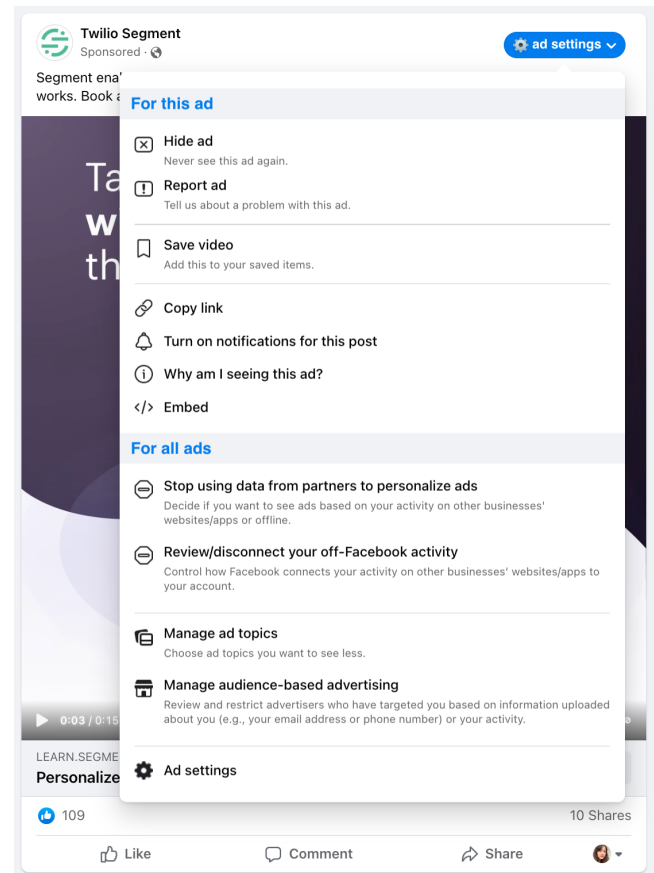 Twilio Segment
Sponsored ·
ad settings
Segment enal
works. Book a
For this ad
Hide ad
Never see this ad again.
Report ad
Tell us about a problem with this ad.
Save video
Add this to your saved items.
Copy link
Turn on notifications for this post
Why am I seeing this ad?
</> Embed
For all ads
Stop using data from partners to personalize ads
Decide if you want to see ads based on your activity on other businesses'
websites/apps or offline.
Review/disconnect your off-Facebook activity
Control how Facebook connects your activity on other businesses' websites/apps to
your account.
Manage ad topics
Choose ad topics you want to see less.
Manage audience-based advertising
Review and restrict advertisers who have targeted you based on information uploaded
about you (e.g., your email address or phone number) or your activity.
Ad settings
Ta
w
th
0:03 / 0:15
LEARN.SEGME
Personalize
109
10 Shares
Like
Comment
Share